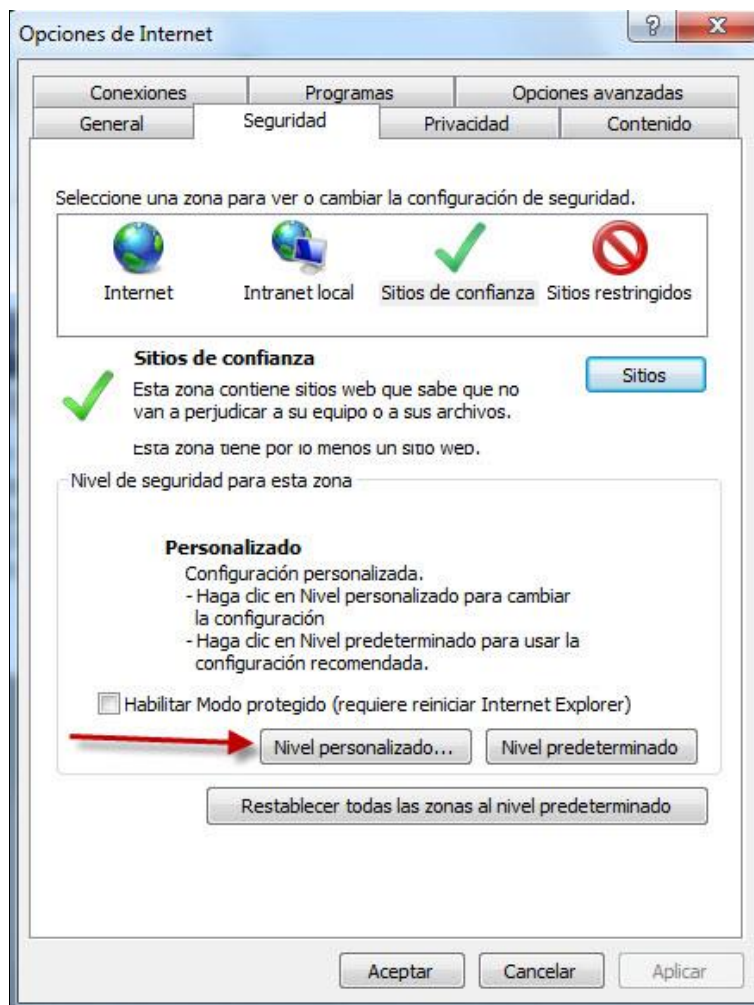 Opciones de Internet
?
X
Conexiones
Programas
Opciones avanzadas
General
Seguridad
Privacidad
Contenido
Seleccione una zona para ver o cambiar la configuración de seguridad.
Internet
Intranet local
Sitios de confianza
Sitios restringidos
Sitios de confianza
Sitios
Esta zona contiene sitios web que sabe que no
van a perjudicar a su equipo o a sus archivos.
Esta zona tiene por lo menos un sitio web.
Nivel de seguridad para esta zona
Personalizado
Configuración personalizada.
- Haga clic en Nivel personalizado para cambiar
la configuración
- Haga clic en Nivel predeterminado para usar la
configuración recomendada.
Habilitar Modo protegido (requiere reiniciar Internet Explorer)
Nivel personalizado...
Nivel predeterminado
Restablecer todas las zonas al nivel predeterminado
Aceptar
Cancelar
Aplicar